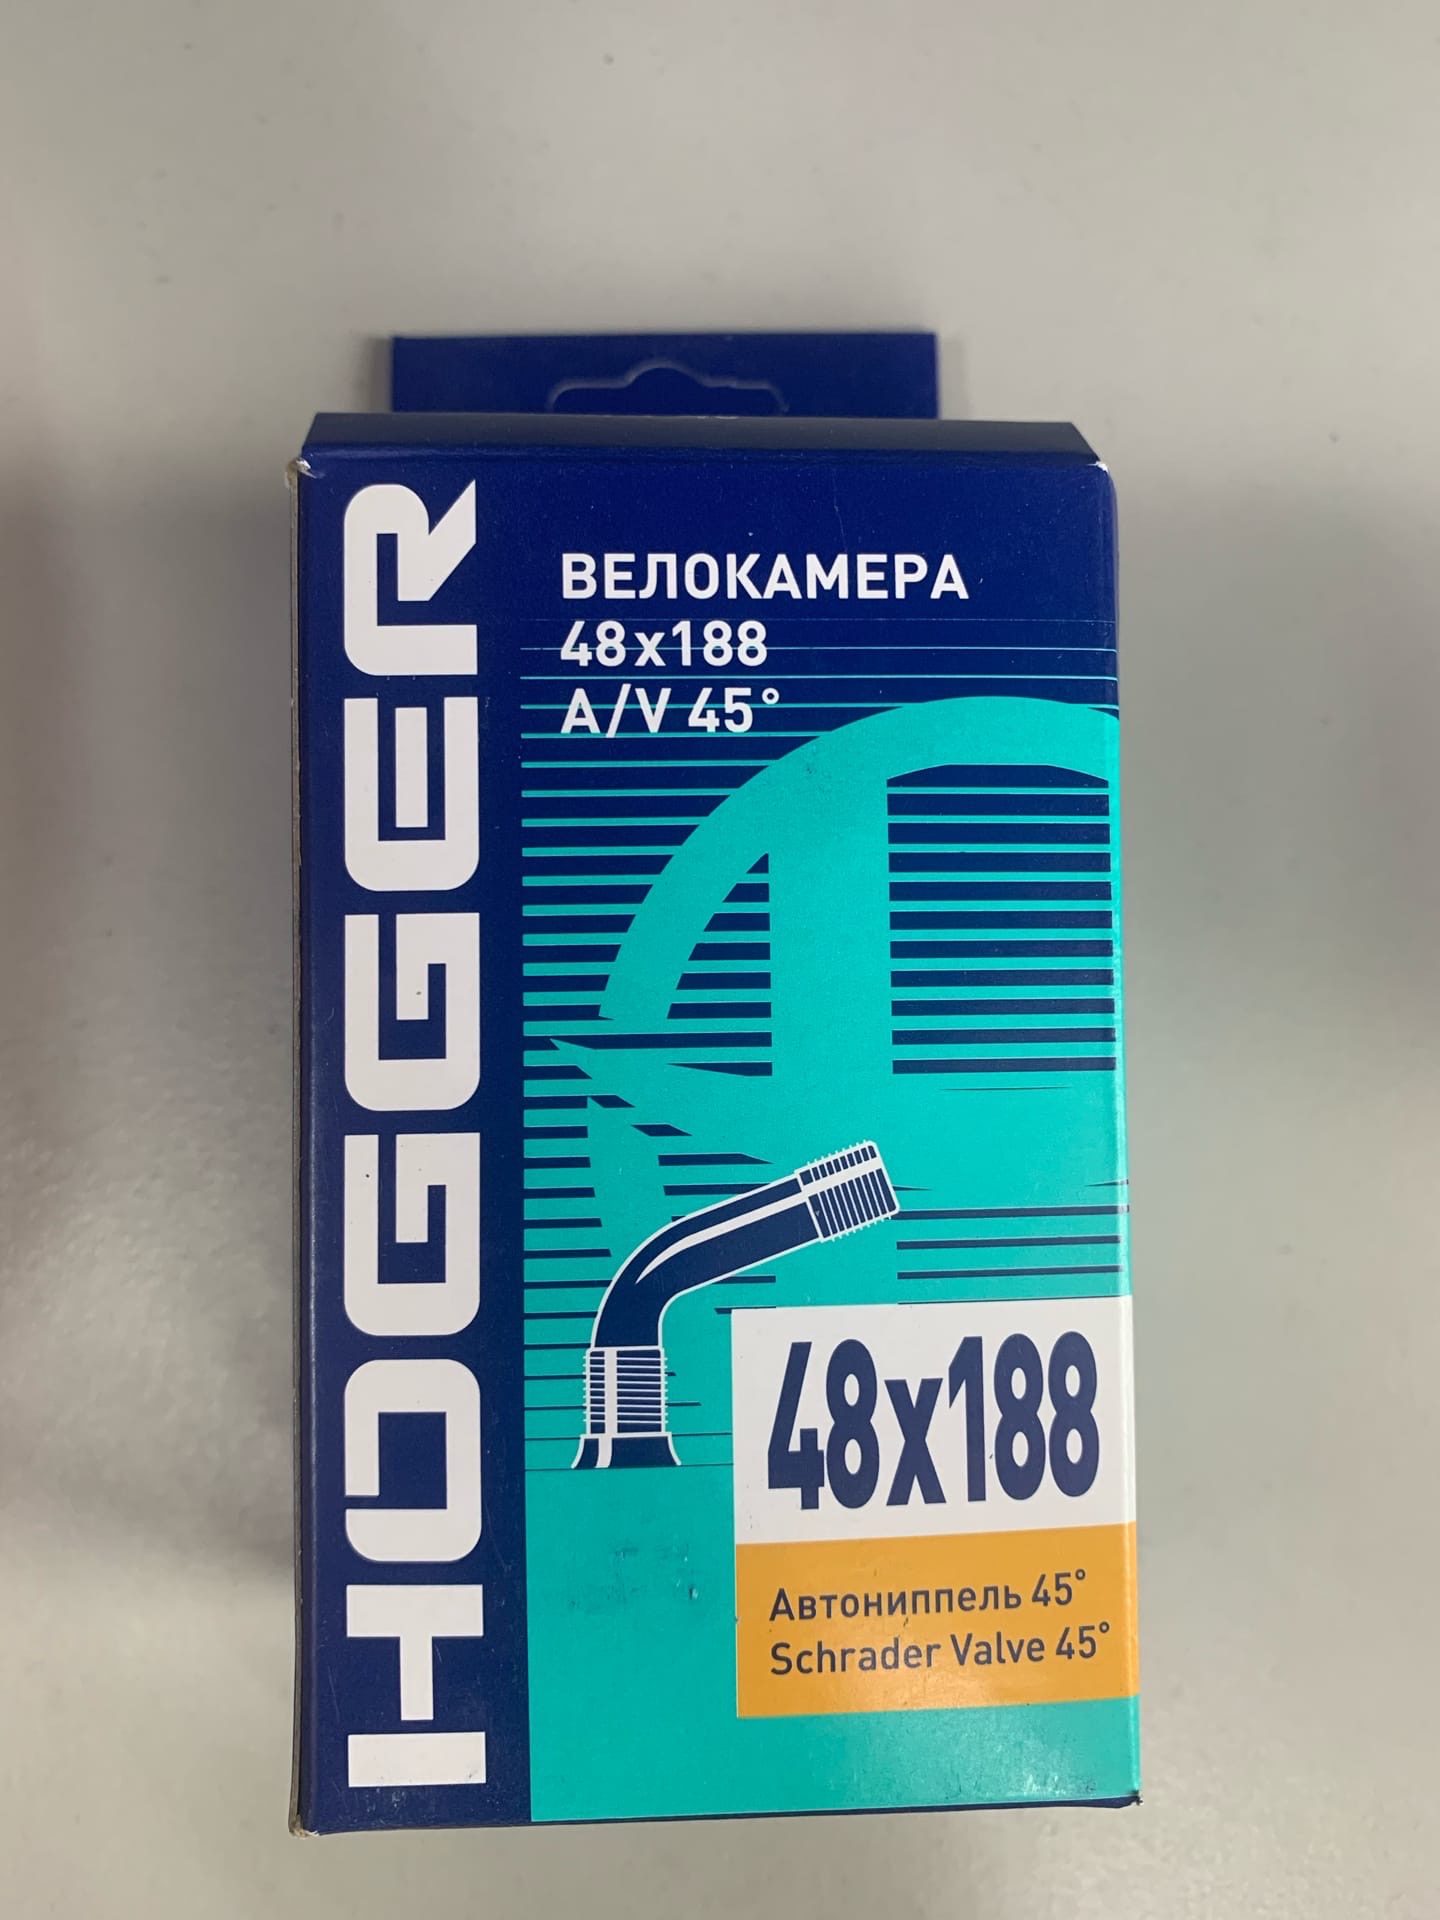 HOGGER
ВЕЛОКАМЕРА
48x188
A/V 45°
48x188
Автониппель 45°
Schrader Valve 45°